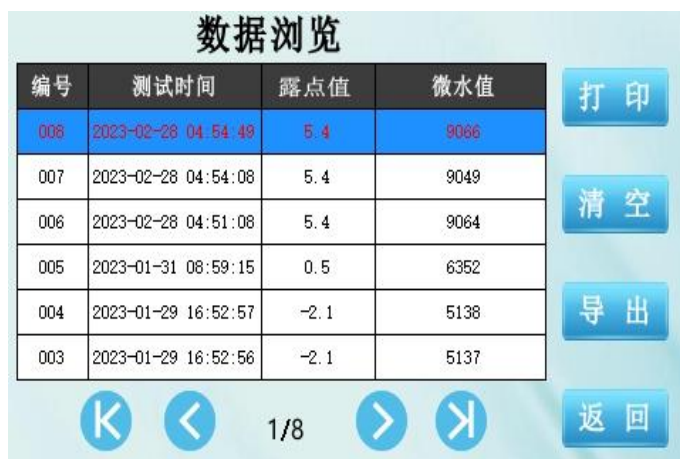 数据浏览
编号 测试时间 露点值 微水值
008 2023-02-28 04:54:49 5.4 9066
007 2023-02-28 04:54:08 5.4 9049
006 2023-02-28 04:51:08 5.4 9064
005 2023-01-31 08:59:15 0.5 6352
004 2023-01-29 16:52:57 -2.1 5138
003 2023-01-29 16:52:56 -2.1 5137
1/8
打印
清空
导出
返回